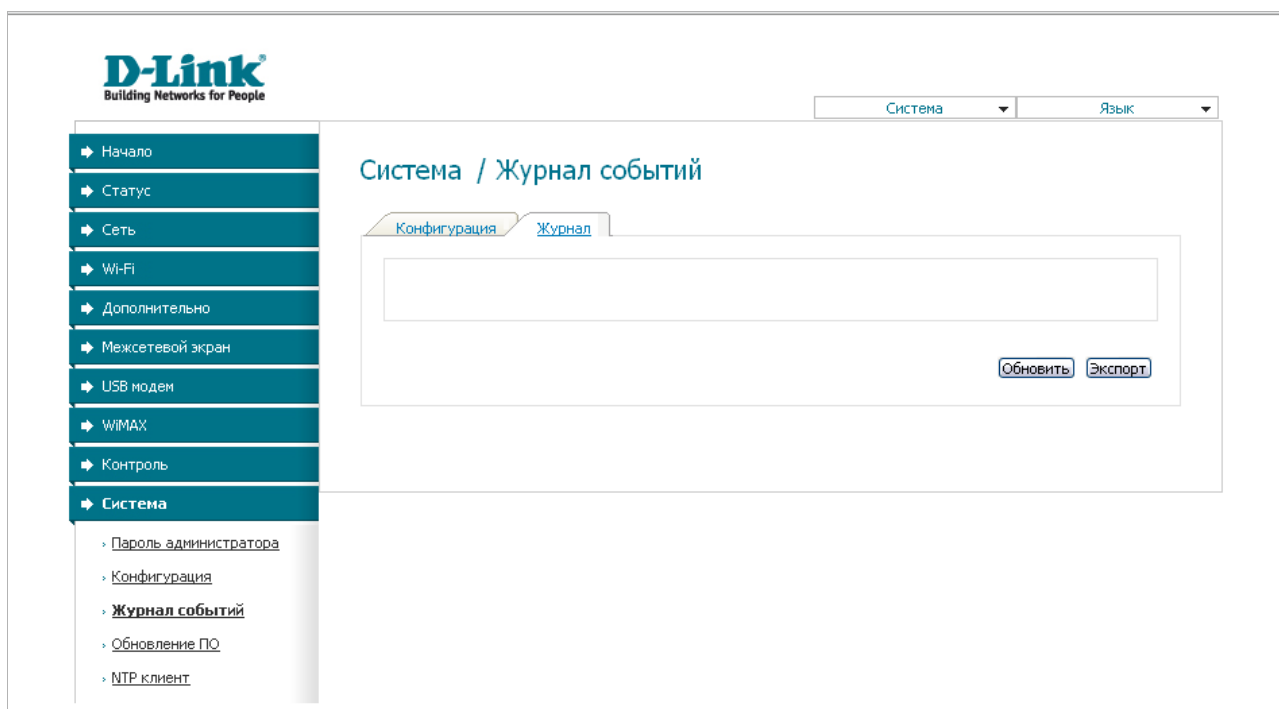 D-Link
Building Networks for People
Система
Язык
Начало
Статус
Сеть
Wi-Fi
Дополнительно
Межсетевой экран
USB модем
WiMAX
Контроль
Система
Пароль администратора
Конфигурация
Журнал событий
Обновление ПО
NTP клиент
Система / Журнал событий
Конфигурация
Журнал
Обновить
Экспорт